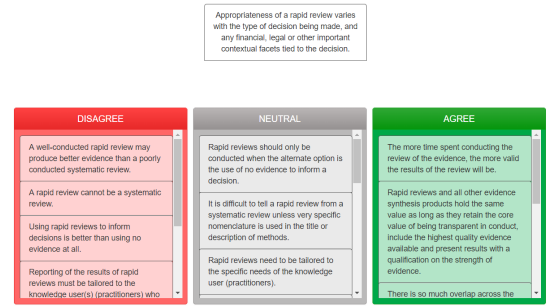 Appropriateness of a rapid review varies
with the type of decision being made, and
any financial, legal or other important
contextual facets tied to the decision.
DISAGREE
A well-conducted rapid review may
produce better evidence than a poorly
conducted systematic review.
A rapid review cannot be a systematic
review.
Using rapid reviews to inform
decisions is better than using no
evidence at all.
Reporting of the results of rapid
reviews must be tailored to the
knowledge user(s) (practitioners) who
NEUTRAL
Rapid reviews should only be
conducted when the alternate option is
the use of no evidence to inform a
decision.
It is difficult to tell a rapid review from a
systematic review unless very specific
nomenclature is used in the title or
description of methods.
Rapid reviews need to be tailored to
the specific needs of the knowledge
user (practitioners).
AGREE
The more time spent conducting the
review of the evidence, the more valid
the results of the review will be.
Rapid reviews and all other evidence
synthesis products hold the same
value as long as they retain the core
value of being transparent in conduct,
include the highest quality evidence
available and present results with a
qualification on the strength of
evidence.
There is so much overlap across the